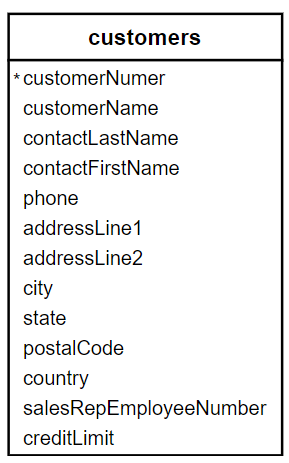 customers
* customerNumer
customerName
contactLastName
contactFirstName
phone
addressLine1
addressLine2
city
state
postalCode
country
salesRepEmployeeNumber
creditLimit